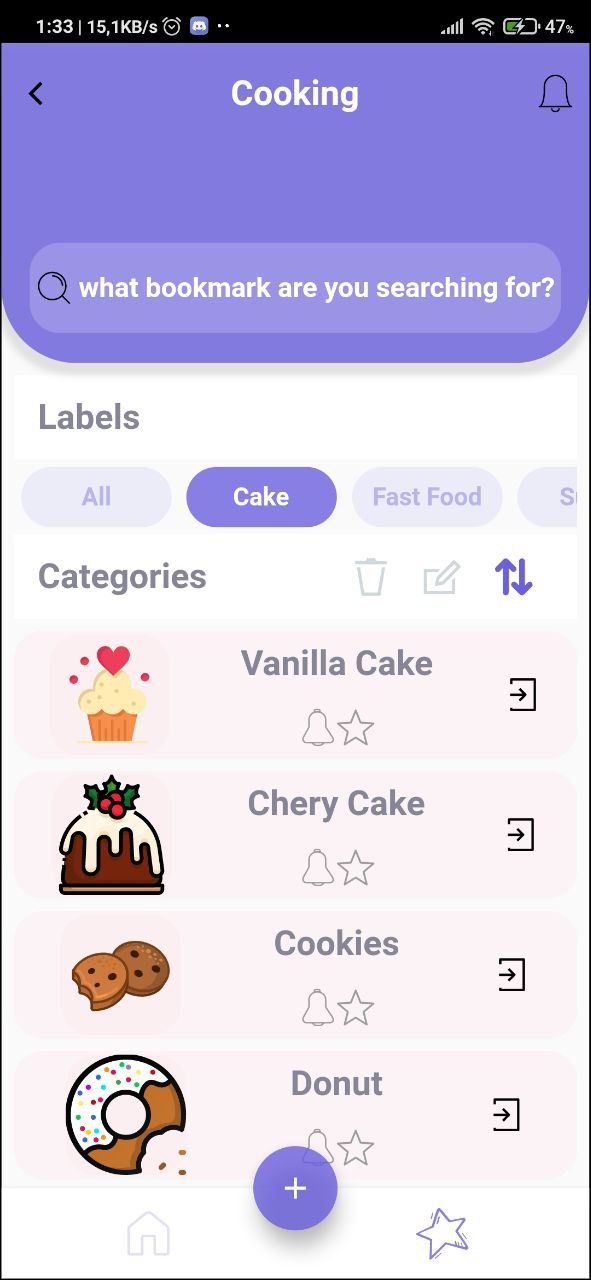 1:33 | 15,1KB/s 47%
Cooking
what bookmark are you searching for?
Labels
All Cake Fast Food
Categories
Vanilla Cake
Chery Cake
Cookies
Donut